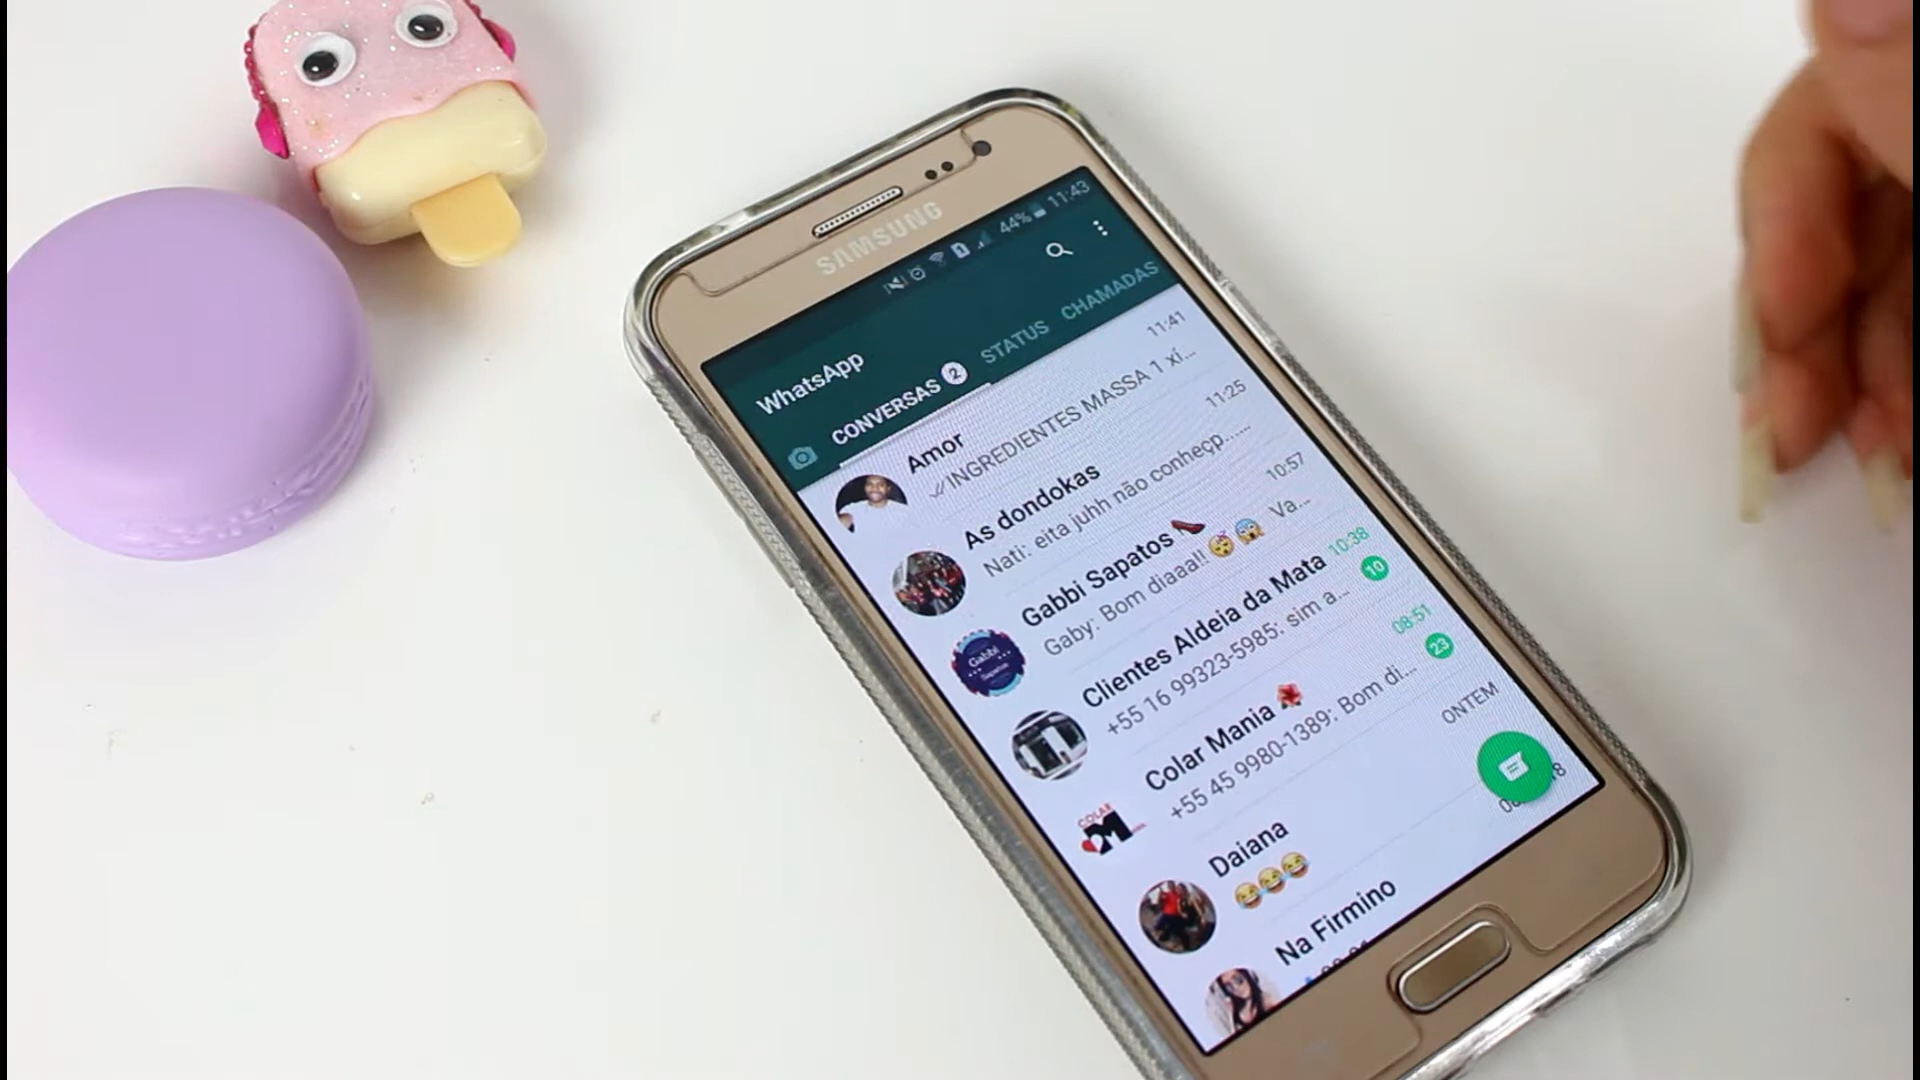 SAMSUNG
44% 11:43
WhatsApp
CONVERSAS 2 STATUS CHAMADAS
Amor 11:41
INGREDIENTES MASSA 1 xí...
As dondokas 11:25
Nati: eita juhh não conheçp......
Gabbi Sapatos 10:57
Gaby: Bom diaaa!! Va...
Clientes Aldeia da Mata 10:38
+55 16 99323-5985: sim a... 10
Colar Mania 08:51
+55 45 9980-1389: Bom di... 23
Daiana ONTEM
Na Firmino
Gabbi
Sapatos
COLAR